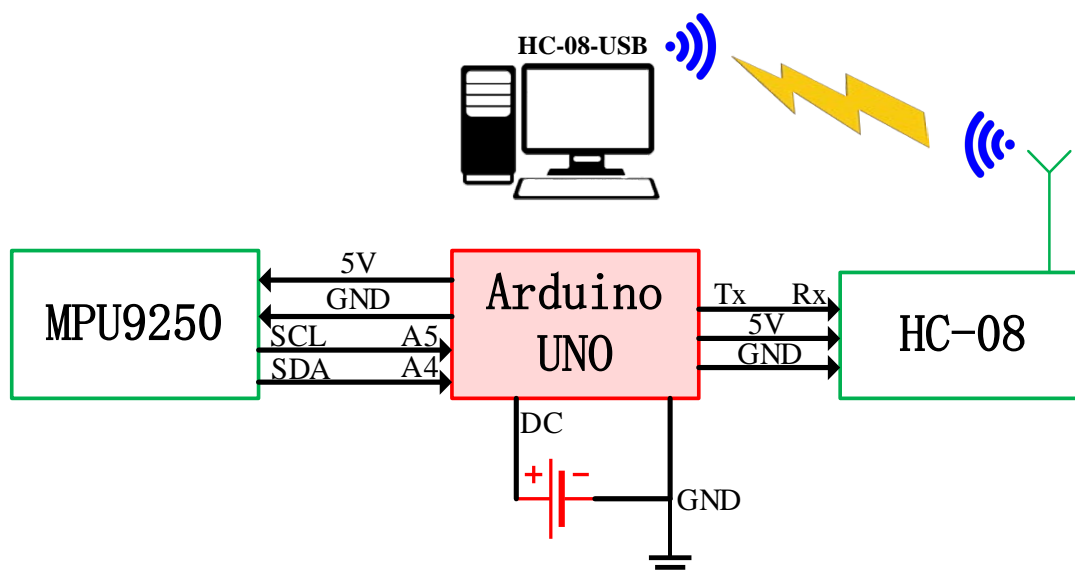 HC-08-USB
5V
GND
SCL A5
SDA A4
MPU9250
Arduino
UNO
Tx Rx
5V
GND
HC-08
DC
+ −
GND